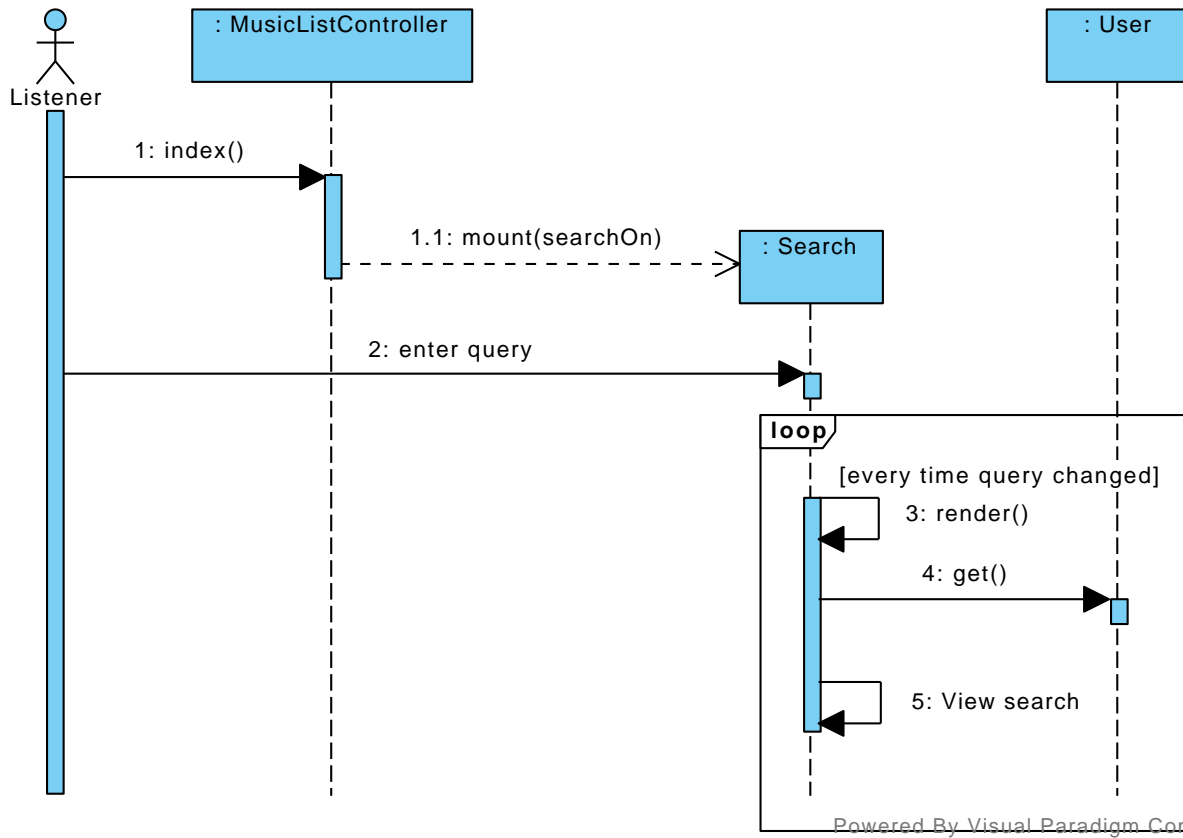 : MusicListController
: User
Listener
1: index()
1.1: mount(searchOn)
: Search
2: enter query
loop
[every time query changed]
3: render()
4: get()
5: View search
Powered By Visual Paradigm Cor